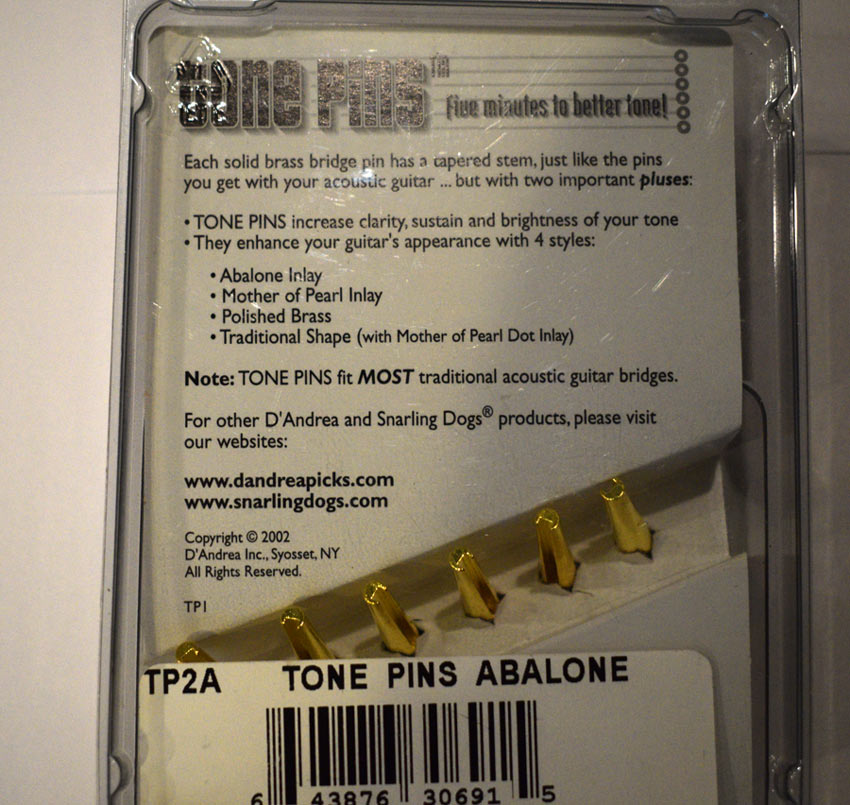 TONE PINS™
Five minutes to better tone!
Each solid brass bridge pin has a tapered stem, just like the pins
you get with your acoustic guitar ... but with two important pluses:
• TONE PINS increase clarity, sustain and brightness of your tone
• They enhance your guitar's appearance with 4 styles:
• Abalone Inlay
• Mother of Pearl Inlay
• Polished Brass
• Traditional Shape (with Mother of Pearl Dot Inlay)
Note: TONE PINS fit MOST traditional acoustic guitar bridges.
For other D'Andrea and Snarling Dogs® products, please visit
our websites:
www.dandreapicks.com
www.snarlingdogs.com
Copyright © 2002
D'Andrea Inc., Syosset, NY
All Rights Reserved.
TP1
TP2A TONE PINS ABALONE
6 43876 30691 5